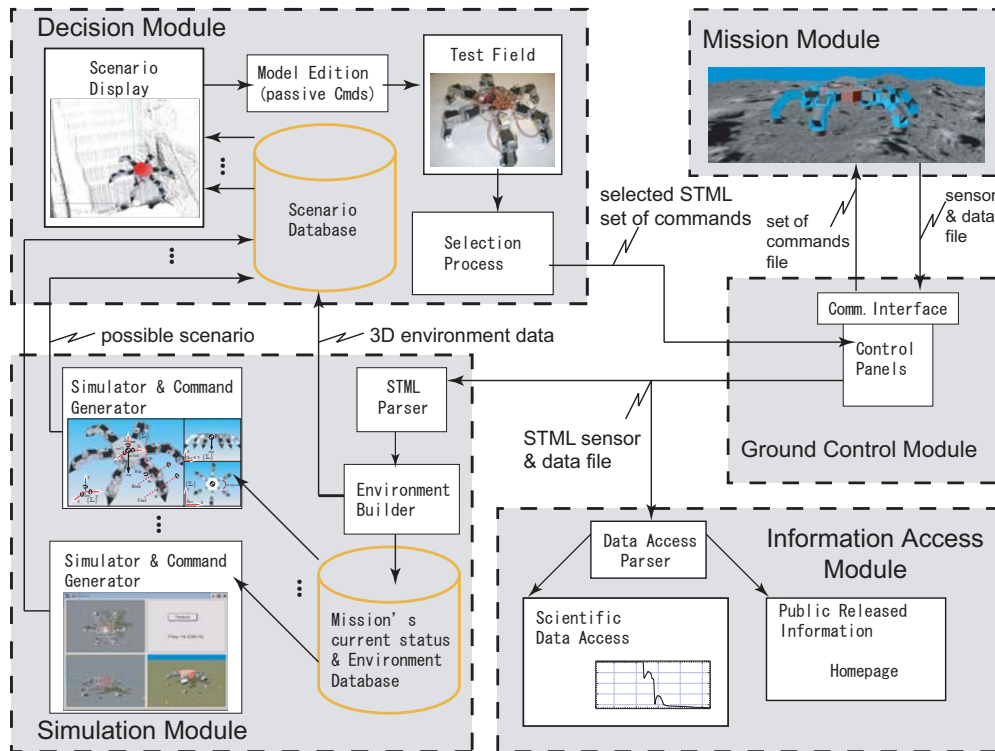 Decision Module
Scenario
Display
Model Edition
(passive Cmds)
Test Field
Scenario
Database
Selection
Process
selected STML
set of commands
Mission Module
set of
commands
file
sensor
& data
file
Comm. Interface
Control
Panels
Ground Control Module
possible scenario
3D environment data
Simulator & Command
Generator
STML
Parser
Environment
Builder
STML sensor
& data file
Simulator & Command
Generator
Mission's
current status
& Environment
Database
Simulation Module
Data Access
Parser
Information Access
Module
Scientific
Data Access
Public Released
Information
Homepage